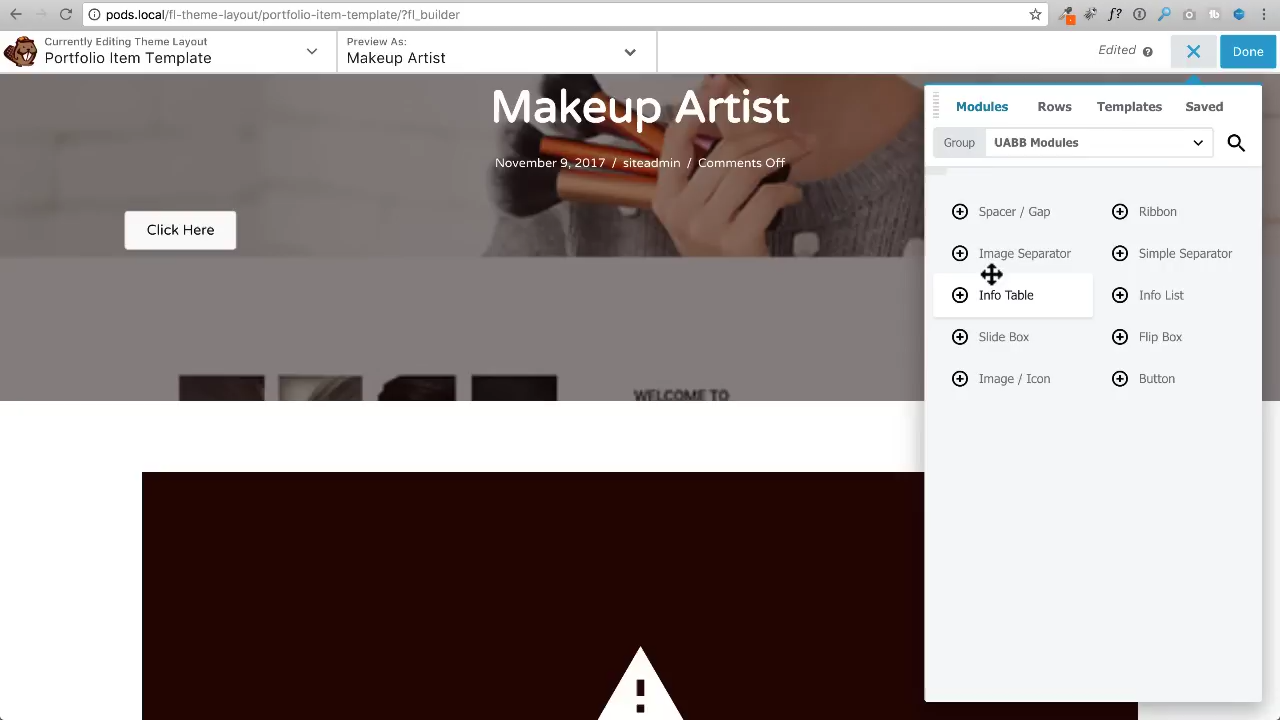 pods.local/fl-theme-layout/portfolio-item-template/?fl_builder
Currently Editing Theme Layout
Portfolio Item Template
Preview As:
Makeup Artist
Edited
Done
Makeup Artist
November 9, 2017 / siteadmin / Comments Off
Click Here
WELCOME TO
Modules Rows Templates Saved
Group UABB Modules
Spacer / Gap Ribbon
Image Separator Simple Separator
Info Table Info List
Slide Box Flip Box
Image / Icon Button